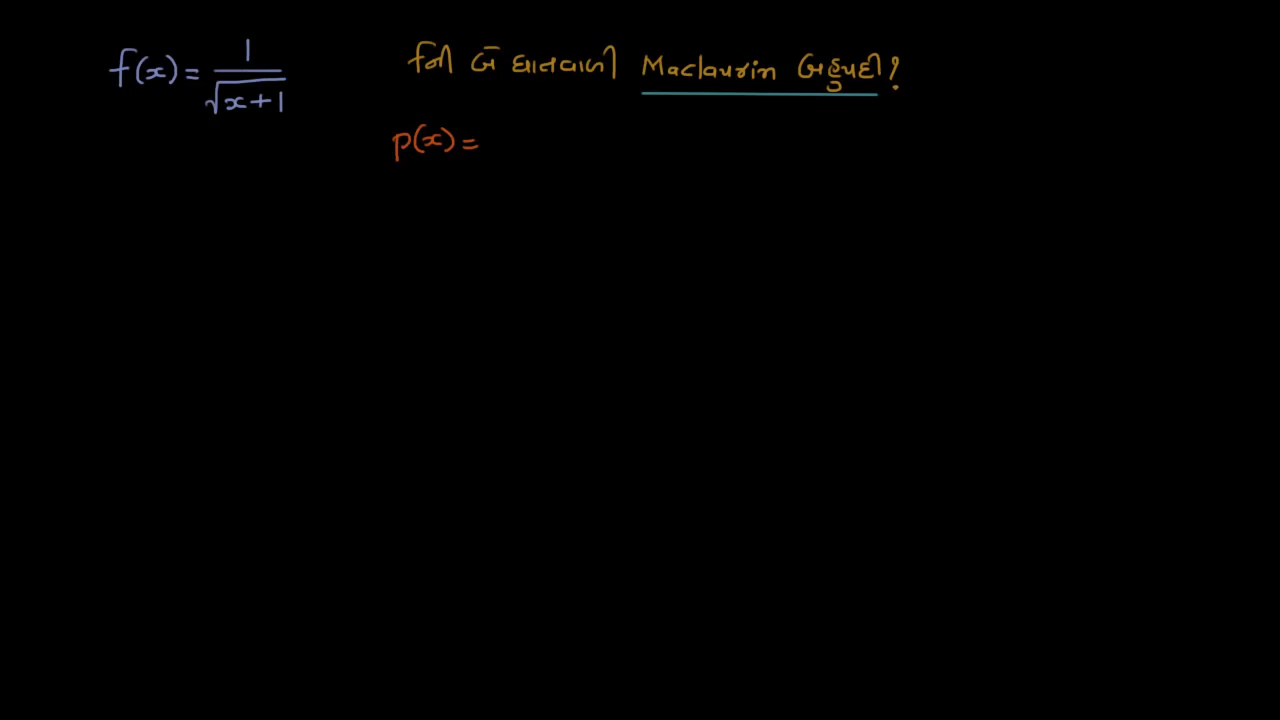 f(x) = 1/√(x+1) fની બે ઘાતવાળી Maclaurin બહુપદી?
p(x) =